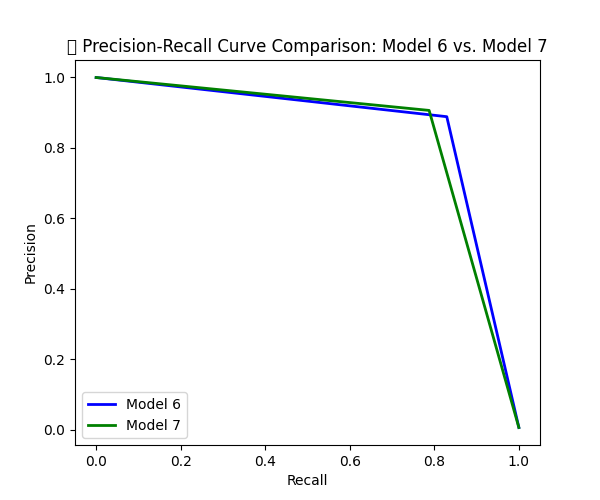 Precision-Recall Curve Comparison: Model 6 vs. Model 7
1.0
0.8
0.6
0.4
0.2
0.0
Precision
Model 6
Model 7
0.0 0.2 0.4 0.6 0.8 1.0
Recall